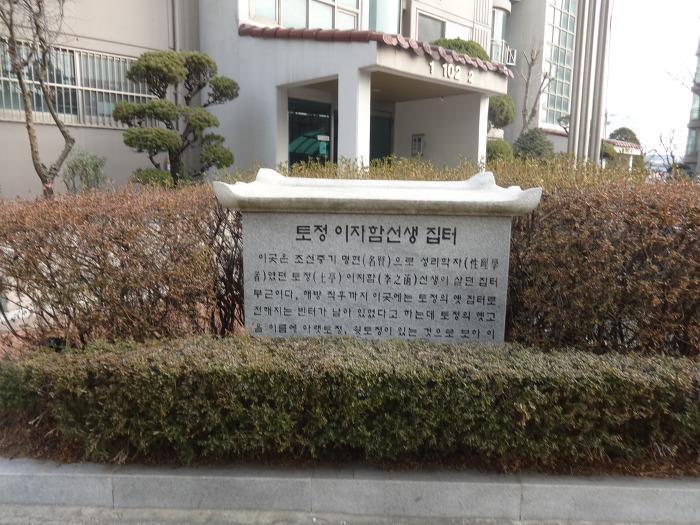 1 102 2
토정 이지함선생 집터
이곳은 조선중기 명현(名賢)으로 성리학자(性理學
者)였던 토정(土亭) 이지함(李之菡)선생이 살던 집터
부근이다. 해방 직후까지 이곳에는 토정의 옛 집터로
전해지는 빈터가 남아 있었다고 하는데 토정의 옛고
을 이름에 아랫토정, 윗토정이 있는 것으로 보아 이